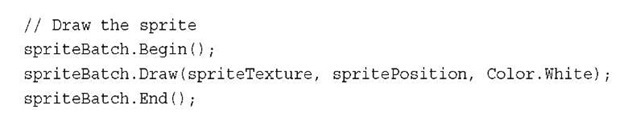 // Draw the sprite
spriteBatch.Begin();
spriteBatch.Draw(spriteTexture, spritePosition, Color.White);
spriteBatch.End();